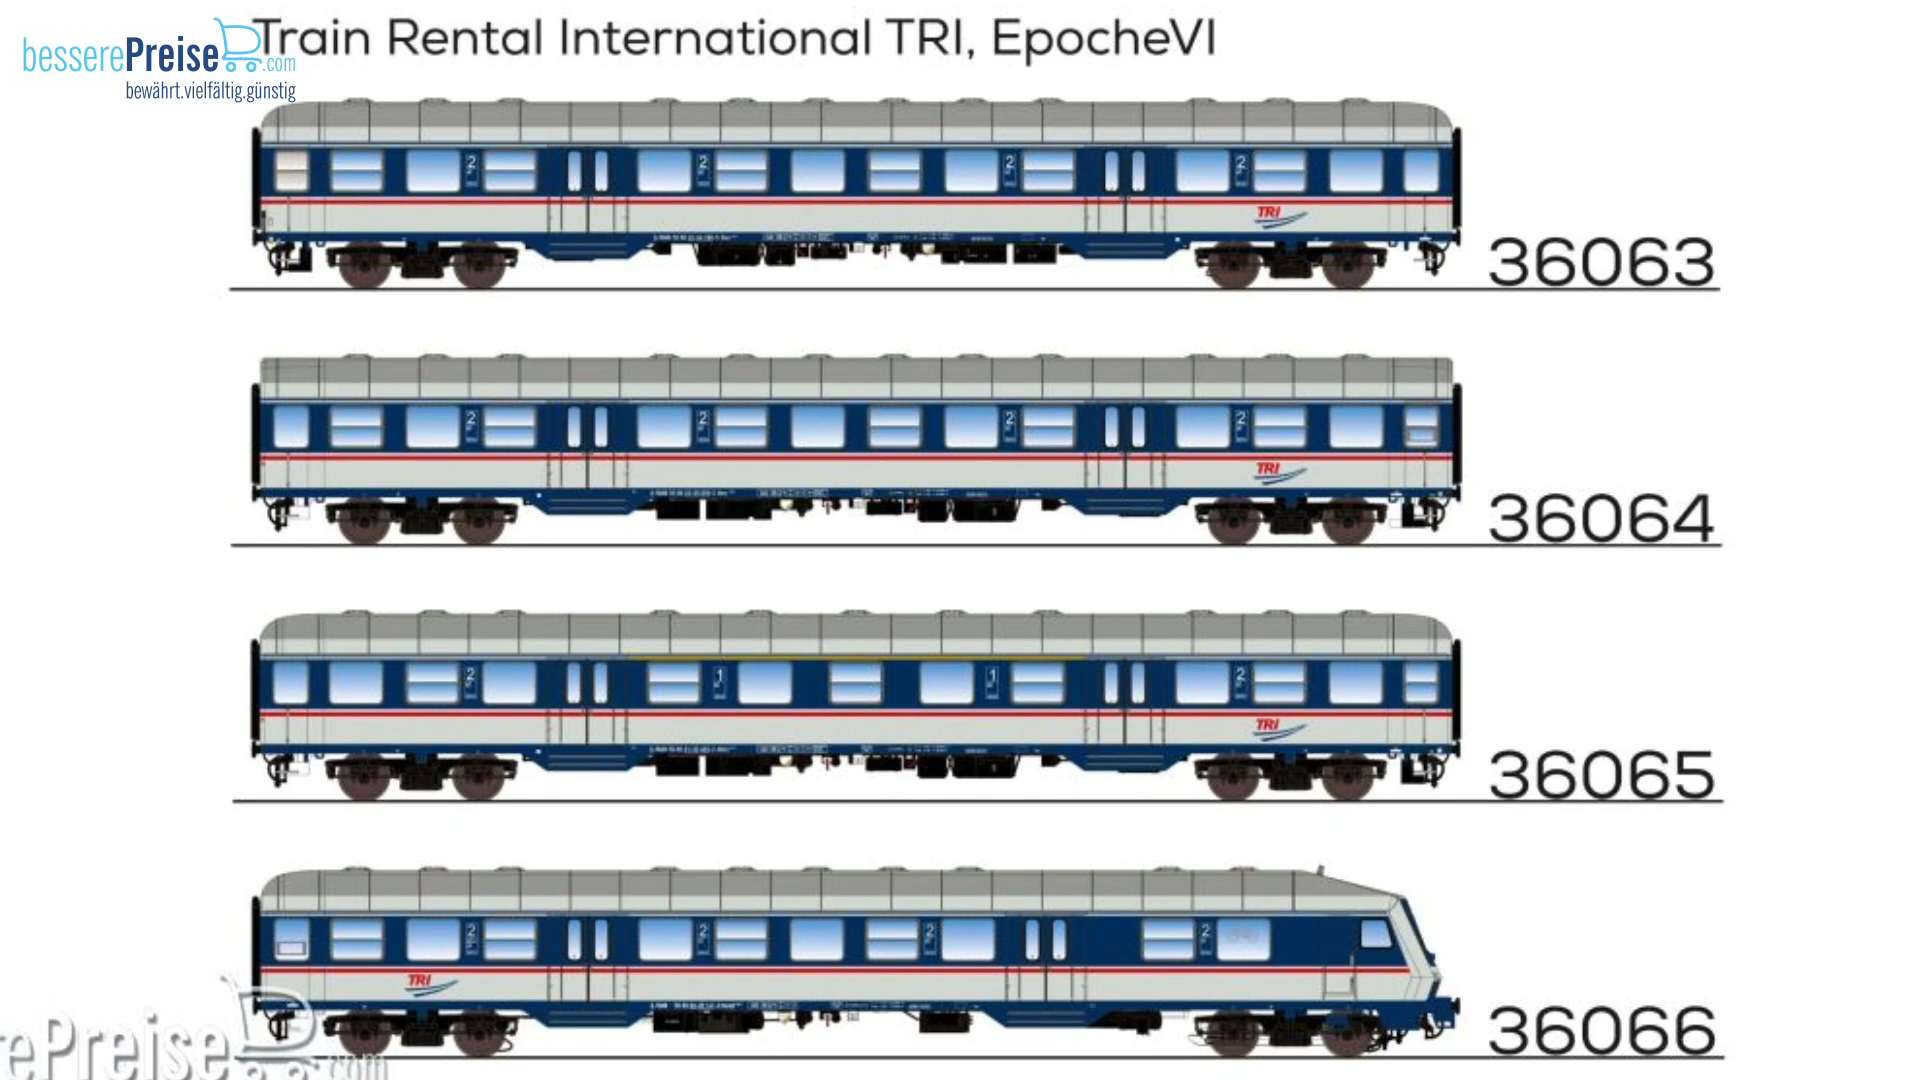 Train Rental International TRI, EpocheVI
besserePreise.com
bewährt.vielfältig.günstig
2 2 2 2
TRI
36063
2 2 2 2
TRI
36064
2 1 1 2
TRI
36065
2 2 2 2
TRI
36066
ePreise
.com